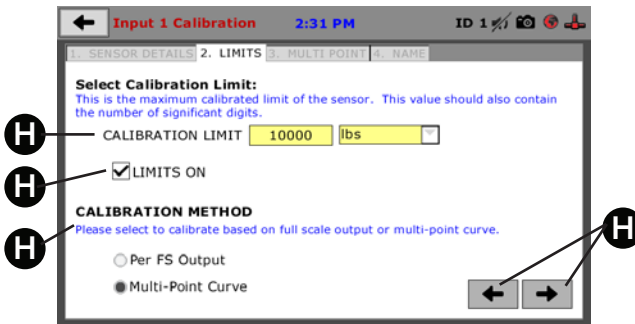 Input 1 Calibration 2:31 PM ID 1
1. SENSOR DETAILS 2. LIMITS 3. MULTI POINT 4. NAME
Select Calibration Limit:
This is the maximum calibrated limit of the sensor. This value should also contain
the number of significant digits.
H CALIBRATION LIMIT 10000 lbs
H LIMITS ON
CALIBRATION METHOD
H Please select to calibrate based on full scale output or multi-point curve. H
Per FS Output
Multi-Point Curve